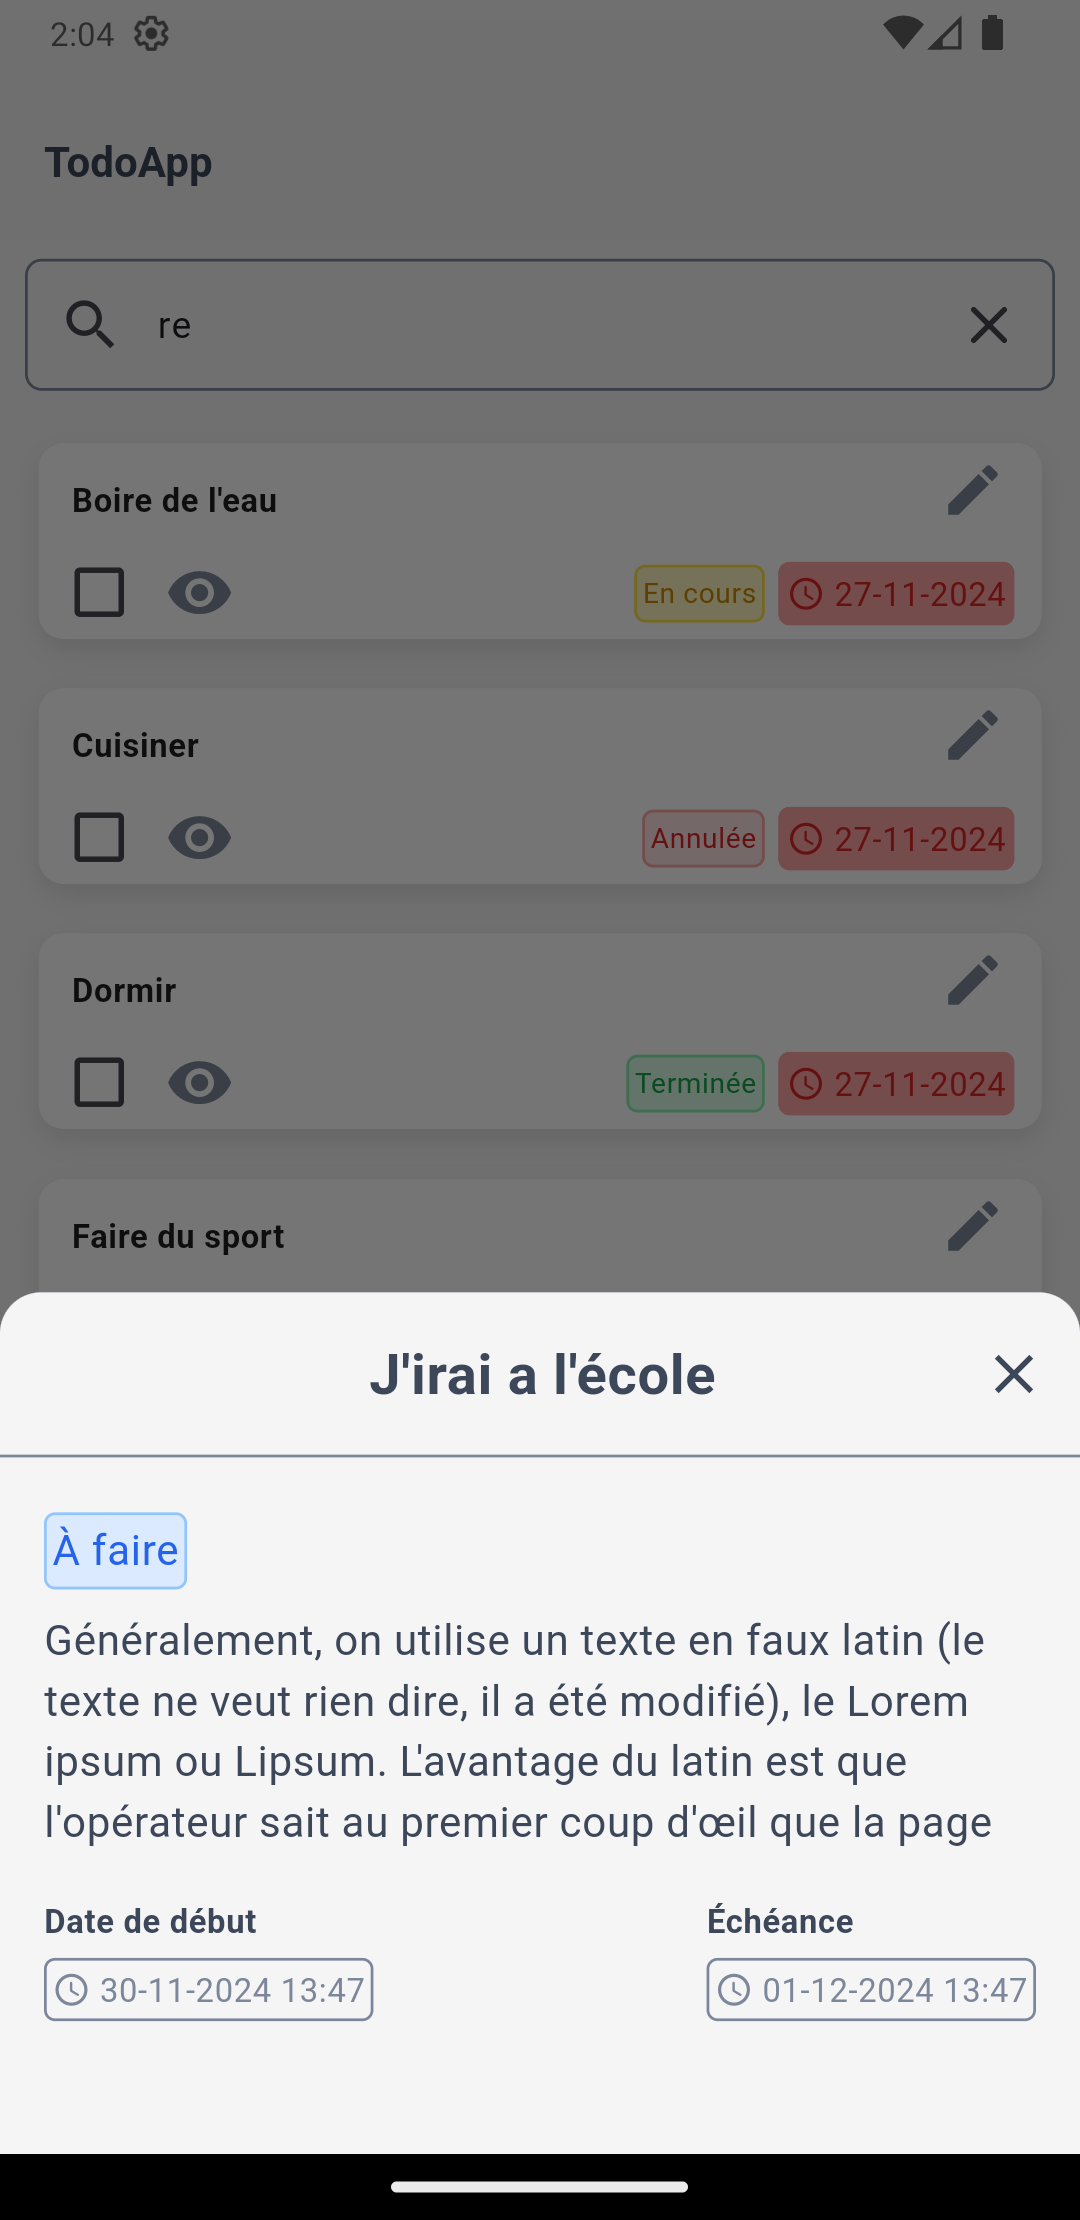 2:04
TodoApp
re
Boire de l'eau
En cours 27-11-2024
Cuisiner
Annulée 27-11-2024
Dormir
Terminée 27-11-2024
Faire du sport
J'irai a l'école
À faire
Généralement, on utilise un texte en faux latin (le
texte ne veut rien dire, il a été modifié), le Lorem
ipsum ou Lipsum. L'avantage du latin est que
l'opérateur sait au premier coup d'œil que la page
Date de début Échéance
30-11-2024 13:47 01-12-2024 13:47